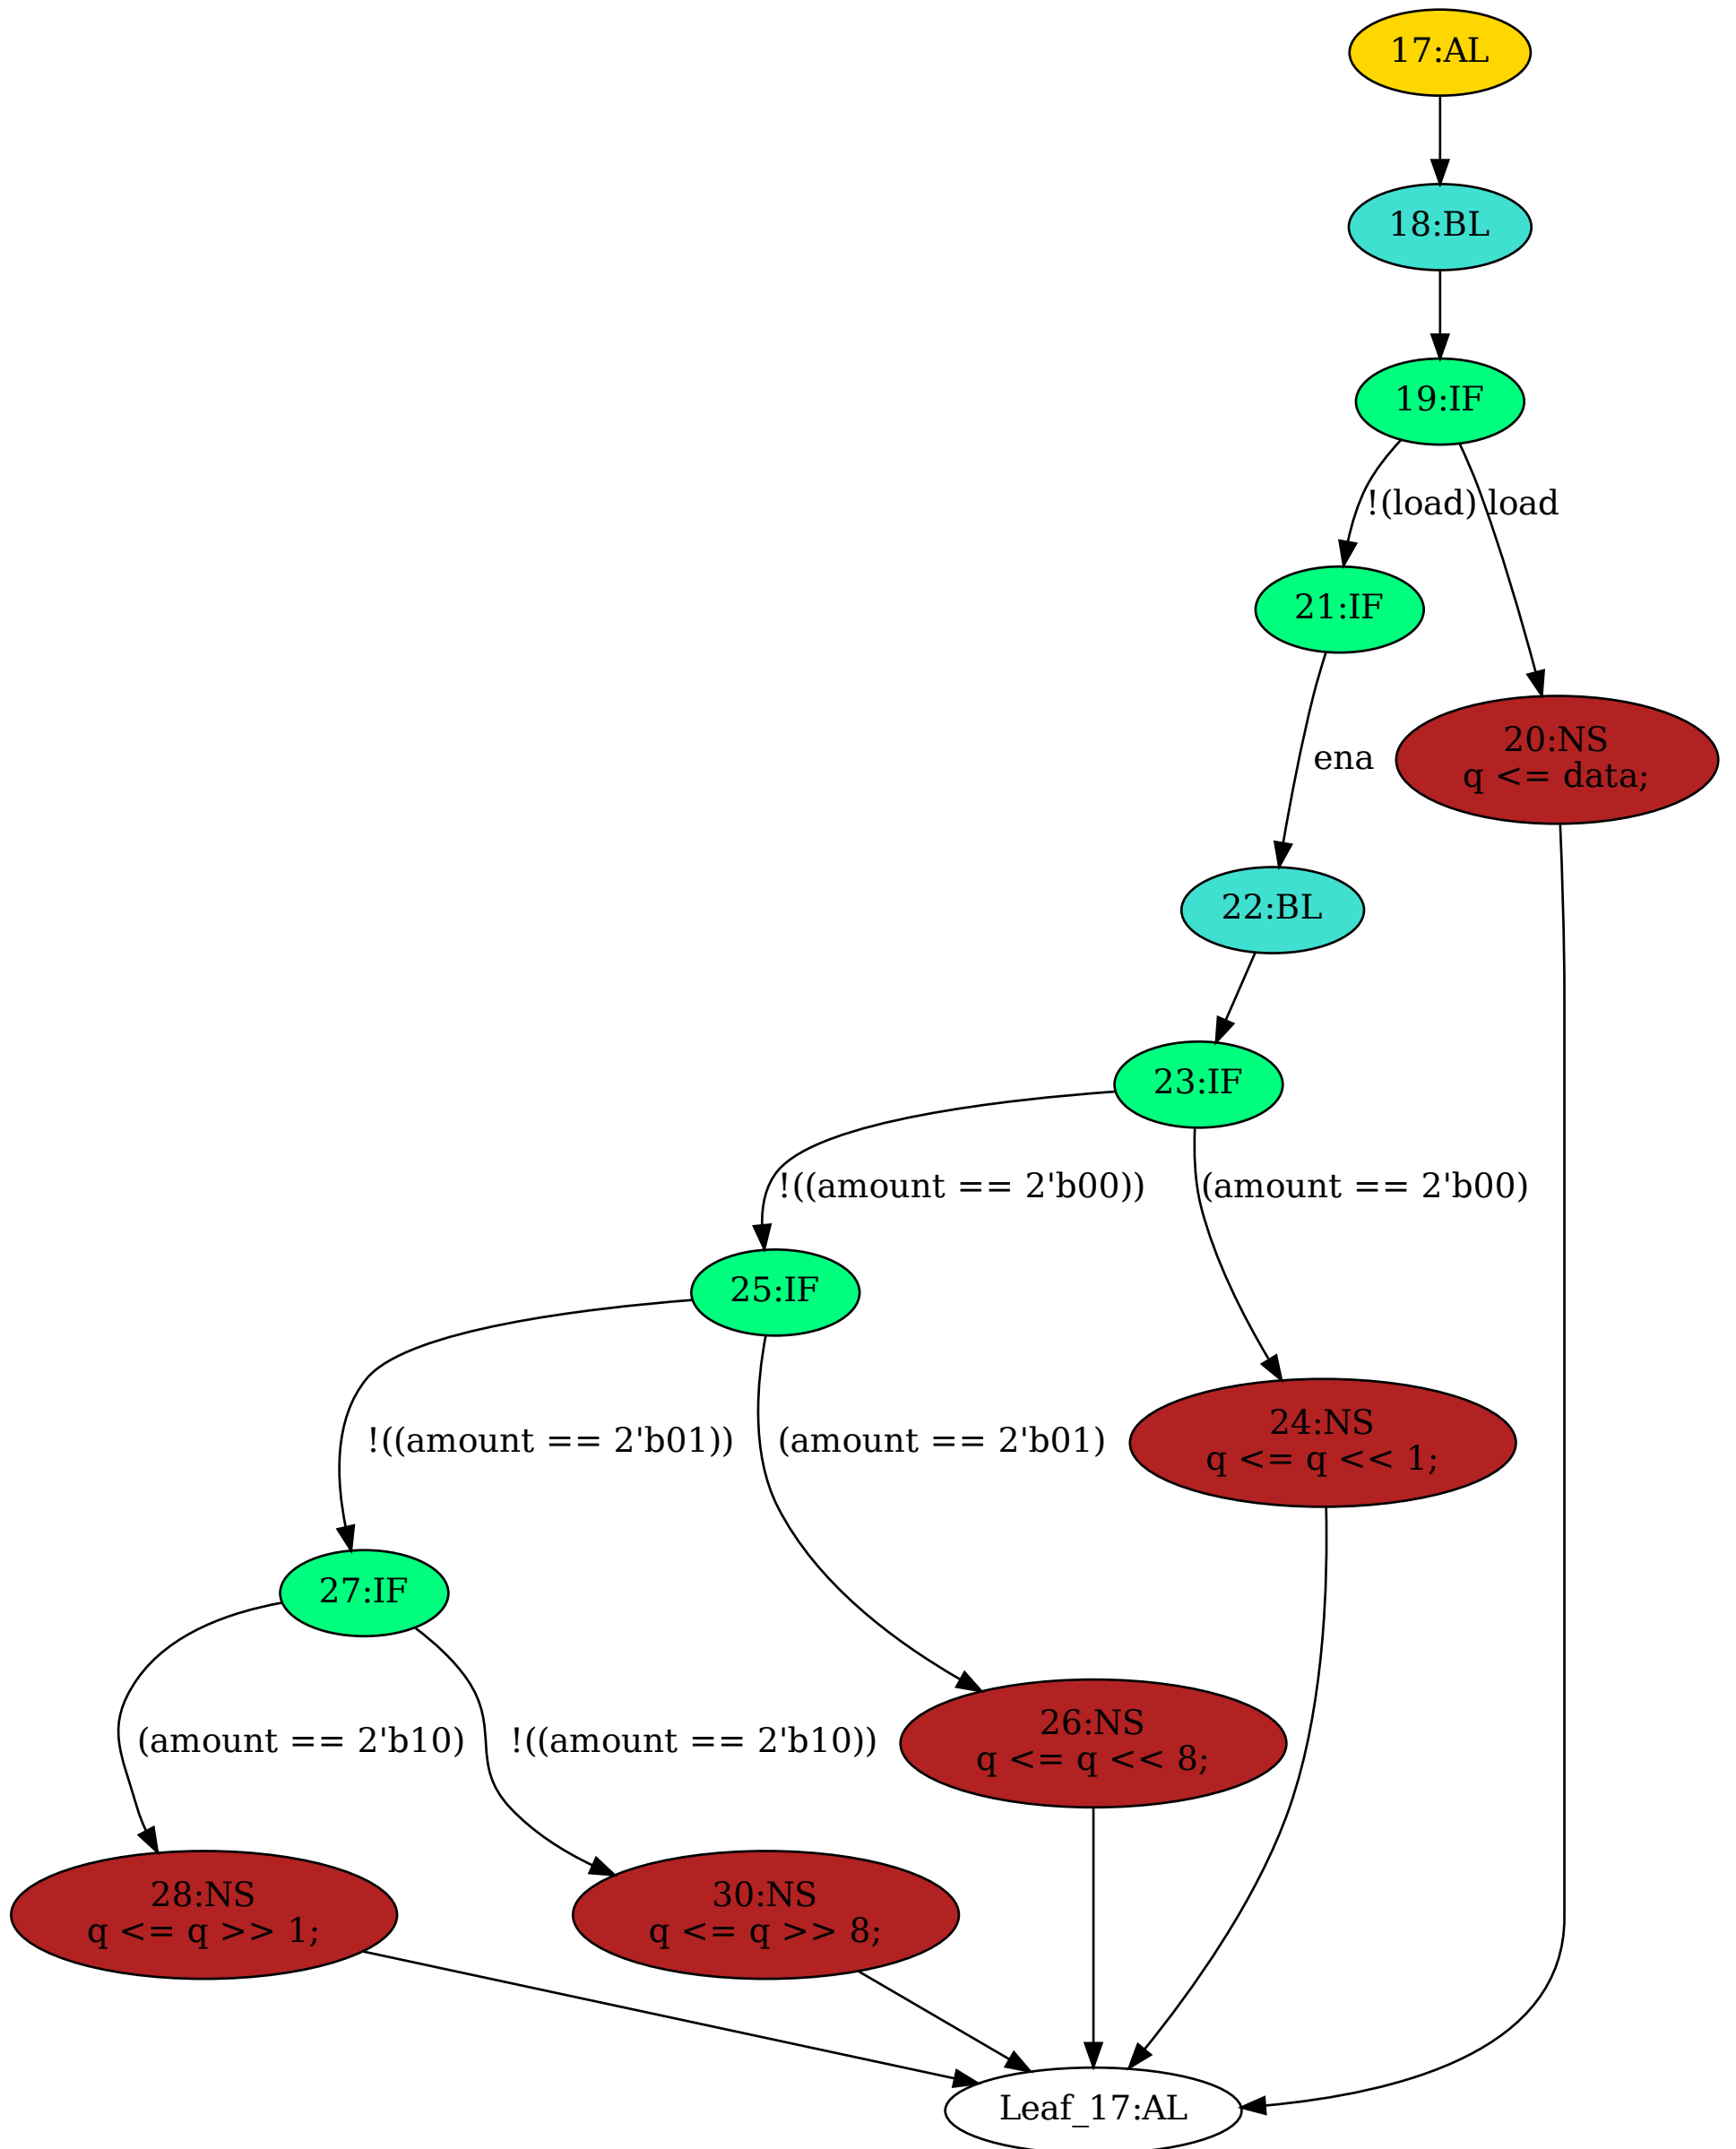 17:AL
18:BL
19:IF
!(load)
load
21:IF
20:NS
q <= data;
ena
22:BL
23:IF
!((amount == 2'b00))
(amount == 2'b00)
25:IF
!((amount == 2'b01))
(amount == 2'b01)
24:NS
q <= q << 1;
27:IF
(amount == 2'b10)
!((amount == 2'b10))
26:NS
q <= q << 8;
28:NS
q <= q >> 1;
30:NS
q <= q >> 8;
Leaf_17:AL